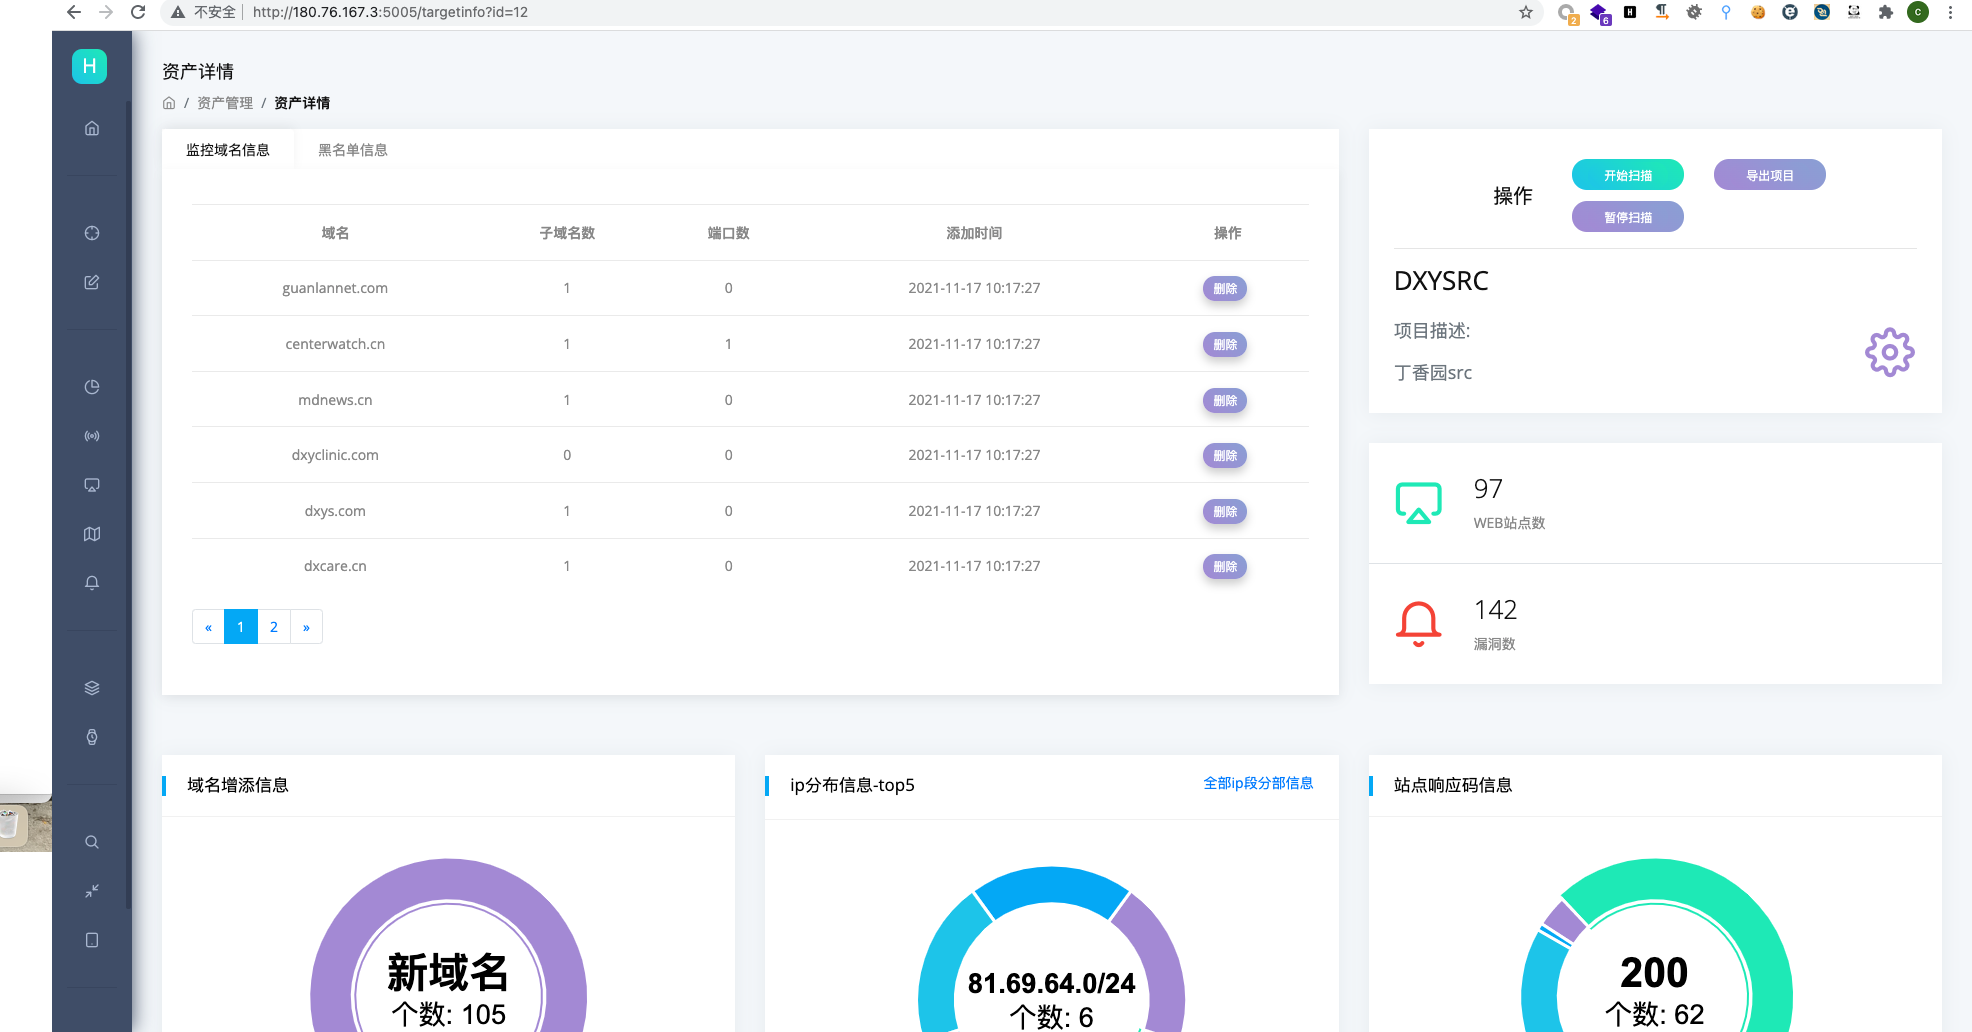 不安全 | http://180.76.167.3:5005/targetinfo?id=12
2
6
H
C
H
资产详情
/ 资产管理 / 资产详情
监控域名信息 黑名单信息
域名 子域名数 端口数 添加时间 操作
guanlannet.com 1 0 2021-11-17 10:17:27 删除
centerwatch.cn 1 1 2021-11-17 10:17:27 删除
mdnews.cn 1 0 2021-11-17 10:17:27 删除
dxyclinic.com 0 0 2021-11-17 10:17:27 删除
dxys.com 1 0 2021-11-17 10:17:27 删除
dxcare.cn 1 0 2021-11-17 10:17:27 删除
« 1 2 »
操作
开始扫描 导出项目
暂停扫描
DXYSRC
项目描述:
丁香园src
97
WEB站点数
142
漏洞数
域名增添信息
新域名
个数: 105
ip分布信息-top5 全部ip段分部信息
81.69.64.0/24
个数: 6
站点响应码信息
200
个数: 62